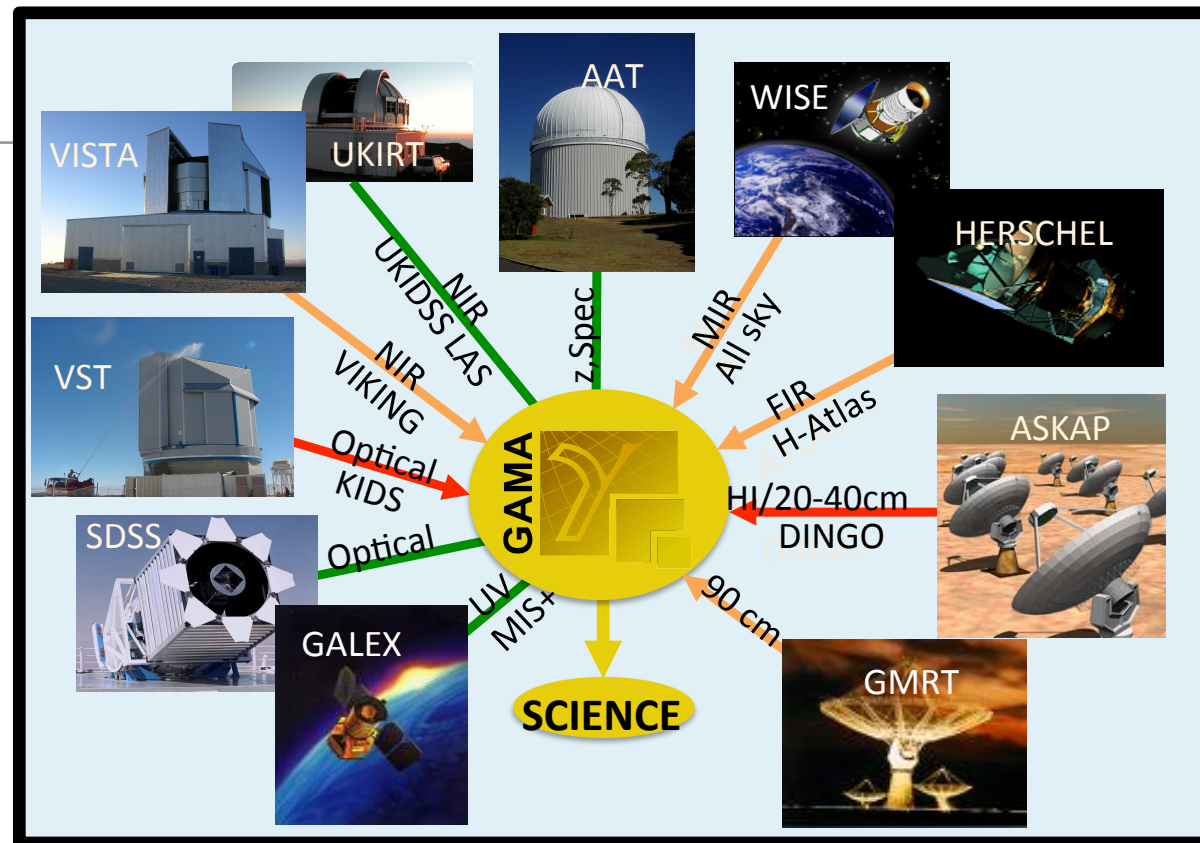 VISTA
UKIRT
AAT
WISE
HERSCHEL
VST
ASKAP
SDSS
GALEX
GMRT
NIR
UKIDSS LAS
z,Spec
MIR
All sky
FIR
H-Atlas
NIR
VIKING
Optical
KIDS
HI/20-40cm
DINGO
Optical
UV
MIS+
90 cm
GAMA
γ
SCIENCE